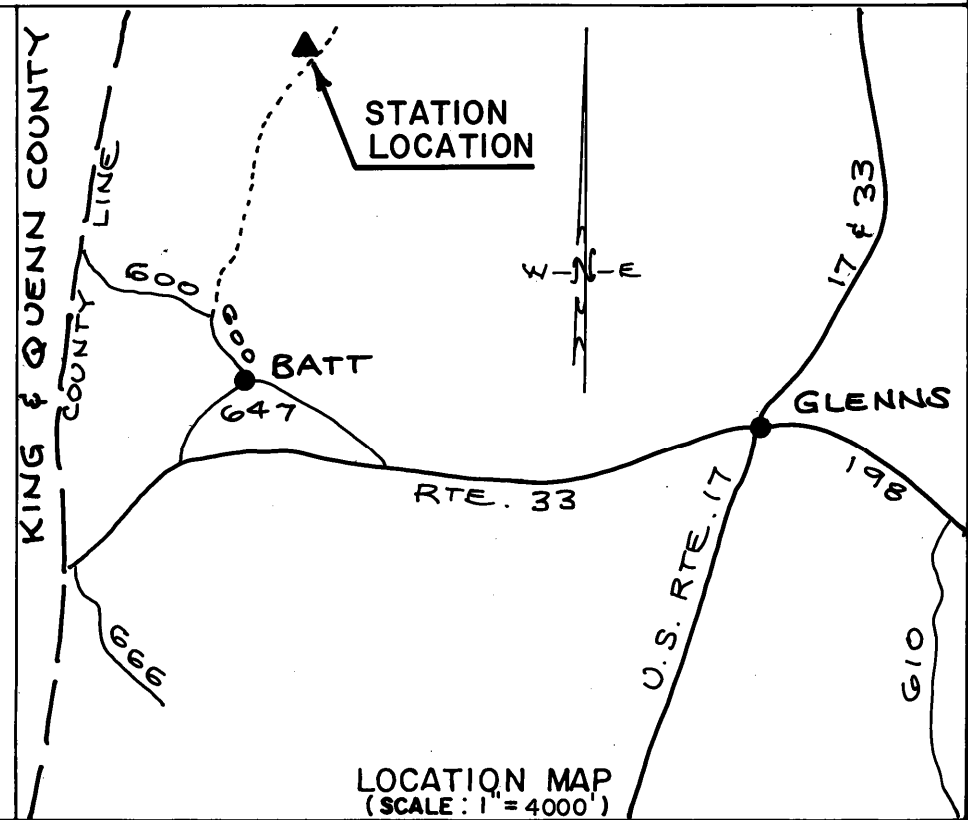 KING & QUENN COUNTY
COUNTY LINE
STATION
LOCATION
W-N-E
17 & 33
600
600
BATT
647
GLENNS
198
RTE. 33
U.S. RTE. 17
610
666
LOCATION MAP
(SCALE: 1" = 4000')